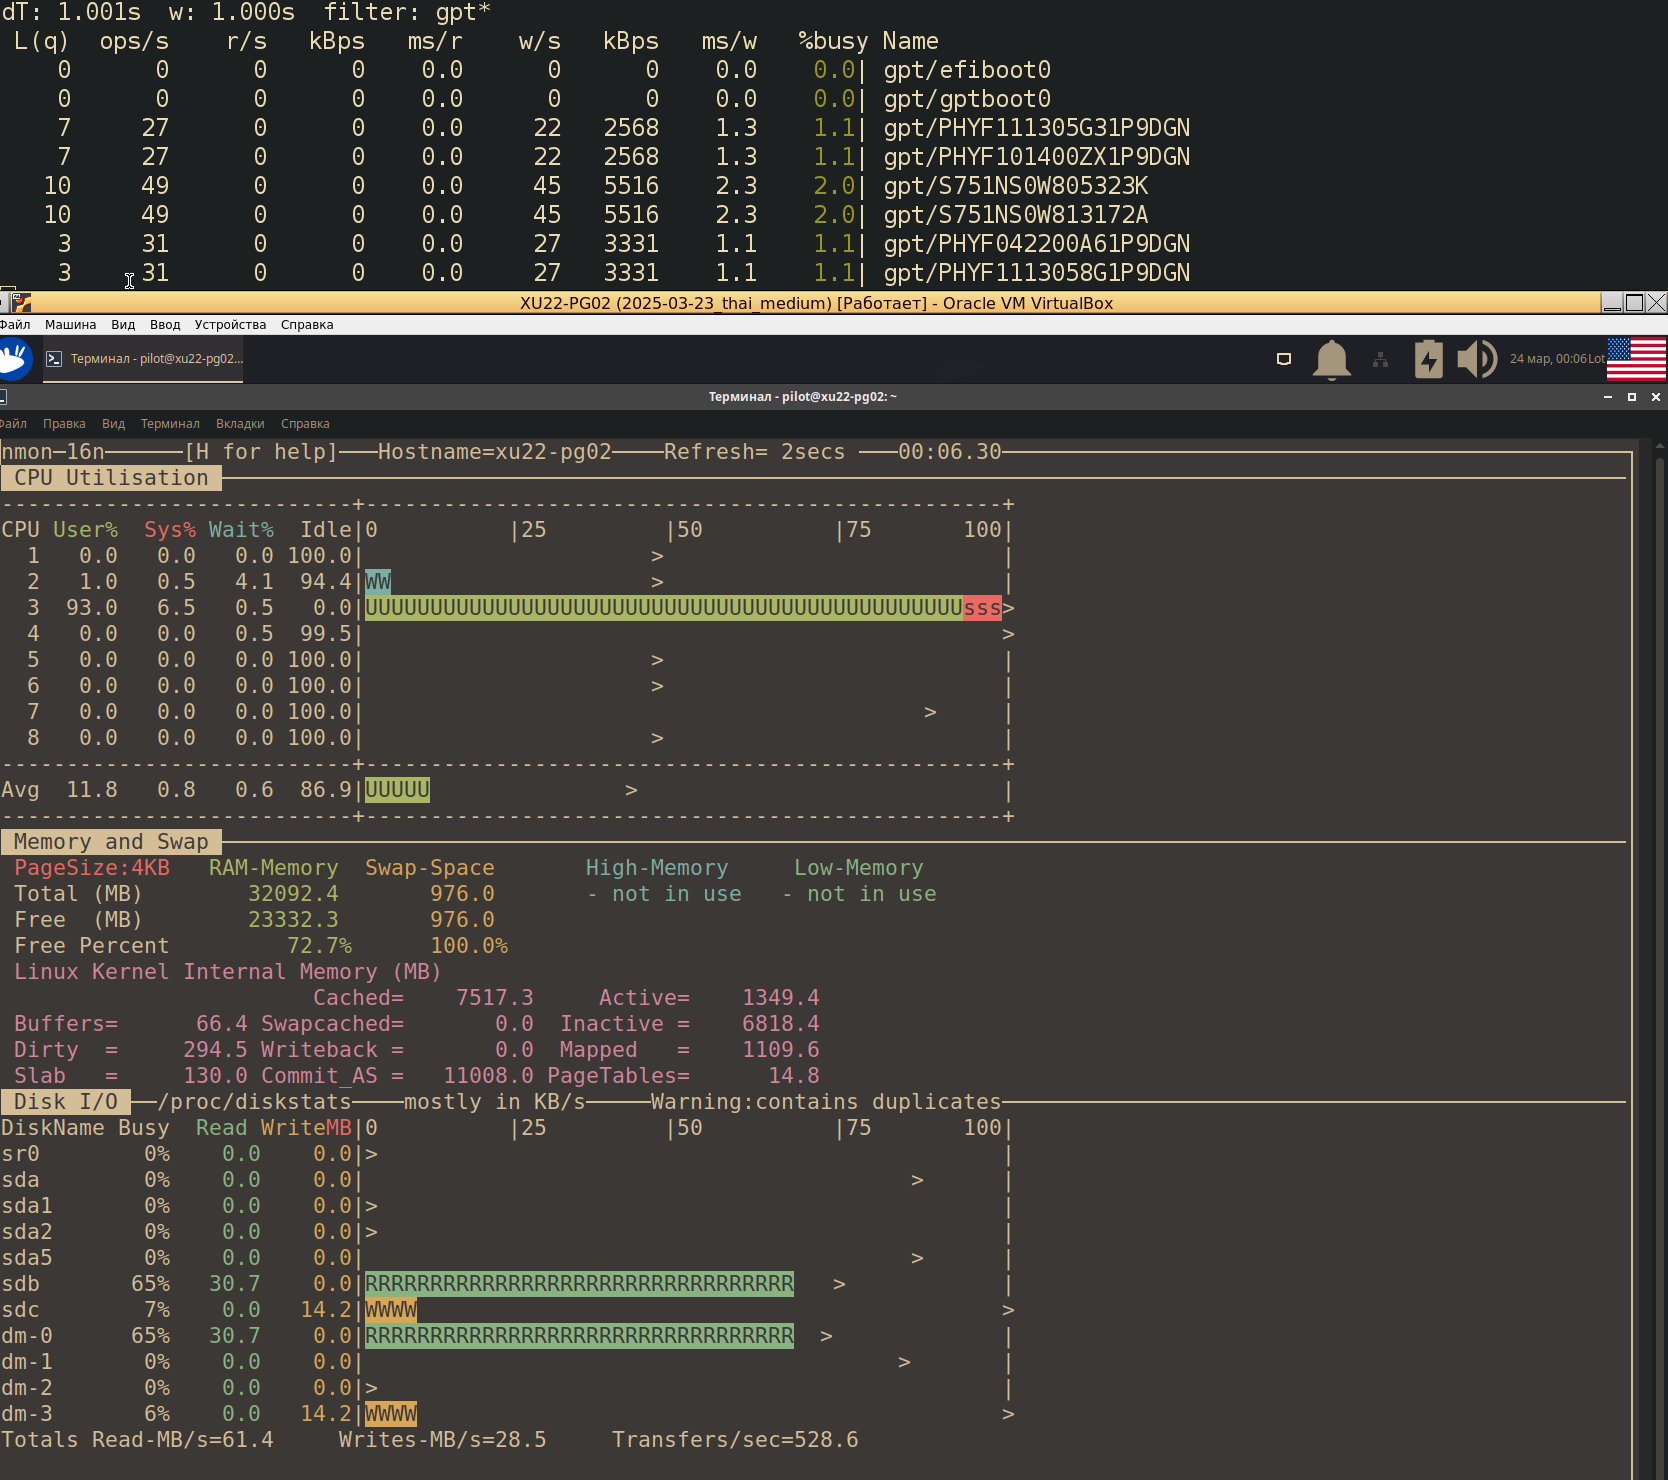 dT: 1.001s  w: 1.000s  filter: gpt*
 L(q)  ops/s    r/s   kBps   ms/r    w/s   kBps   ms/w   %busy Name
    0      0      0      0    0.0      0      0    0.0    0.0| gpt/efiboot0
    0      0      0      0    0.0      0      0    0.0    0.0| gpt/gptboot0
    7     27      0      0    0.0     22   2568    1.3    1.1| gpt/PHYF111305G31P9DGN
    7     27      0      0    0.0     22   2568    1.3    1.1| gpt/PHYF101400ZX1P9DGN
   10     49      0      0    0.0     45   5516    2.3    2.0| gpt/S751NS0W805323K
   10     49      0      0    0.0     45   5516    2.3    2.0| gpt/S751NS0W813172A
    3     31      0      0    0.0     27   3331    1.1    1.1| gpt/PHYF042200A61P9DGN
    3     31      0      0    0.0     27   3331    1.1    1.1| gpt/PHYF1113058G1P9DGN
XU22-PG02 (2025-03-23_thai_medium) [Работает] - Oracle VM VirtualBox
Файл Машина Вид Ввод Устройства Справка
Терминал - pilot@xu22-pg02... 24 мар, 00:06 Lot
Терминал - pilot@xu22-pg02: ~
Файл Правка Вид Терминал Вкладки Справка
nmon─16n──────[H for help]───Hostname=xu22-pg02────Refresh= 2secs ───00:06.30
CPU Utilisation
---------------------------+-------------------------------------------------+
CPU User%  Sys% Wait%  Idle|0          |25         |50          |75       100|
  1   0.0   0.0   0.0 100.0|                      >                          |
  2   1.0   0.5   4.1  94.4|WW                    >                          |
  3  93.0   6.5   0.5   0.0|UUUUUUUUUUUUUUUUUUUUUUUUUUUUUUUUUUUUUUUUUUUUUUsss>
  4   0.0   0.0   0.5  99.5|                                                 >
  5   0.0   0.0   0.0 100.0|                      >                          |
  6   0.0   0.0   0.0 100.0|                      >                          |
  7   0.0   0.0   0.0 100.0|                                           >     |
  8   0.0   0.0   0.0 100.0|                      >                          |
---------------------------+-------------------------------------------------+
Avg  11.8   0.8   0.6  86.9|UUUUU               >                            |
---------------------------+-------------------------------------------------+
Memory and Swap
 PageSize:4KB   RAM-Memory  Swap-Space       High-Memory     Low-Memory
 Total (MB)        32092.4       976.0       - not in use   - not in use
 Free  (MB)        23332.3       976.0
 Free Percent         72.7%      100.0%
 Linux Kernel Internal Memory (MB)
                        Cached=    7517.3     Active=    1349.4
 Buffers=      66.4 Swapcached=       0.0  Inactive =    6818.4
 Dirty  =     294.5 Writeback =       0.0  Mapped   =    1109.6
 Slab   =     130.0 Commit_AS =   11008.0 PageTables=      14.8
Disk I/O ──/proc/diskstats────mostly in KB/s─────Warning:contains duplicates
DiskName Busy  Read WriteMB|0          |25         |50          |75       100|
sr0        0%    0.0    0.0|>                                                |
sda        0%    0.0    0.0|                                          >      |
sda1       0%    0.0    0.0|>                                                |
sda2       0%    0.0    0.0|>                                                |
sda5       0%    0.0    0.0|                                          >      |
sdb       65%   30.7    0.0|RRRRRRRRRRRRRRRRRRRRRRRRRRRRRRRRR   >            |
sdc        7%    0.0   14.2|WWWW                                             >
dm-0      65%   30.7    0.0|RRRRRRRRRRRRRRRRRRRRRRRRRRRRRRRRR  >             |
dm-1       0%    0.0    0.0|                                         >       |
dm-2       0%    0.0    0.0|>                                                |
dm-3       6%    0.0   14.2|WWWW                                             >
Totals Read-MB/s=61.4     Writes-MB/s=28.5     Transfers/sec=528.6